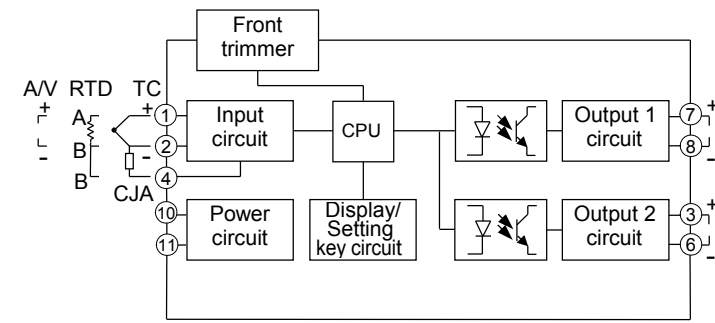 Front
trimmer
A/V RTD TC
+ A + 1 Input
circuit CPU Output 1
circuit 7 +
- B 2 - 8 -
B CJA 4
10 Power
circuit Display/
Setting
key circuit Output 2
circuit 3 +
11 6 -